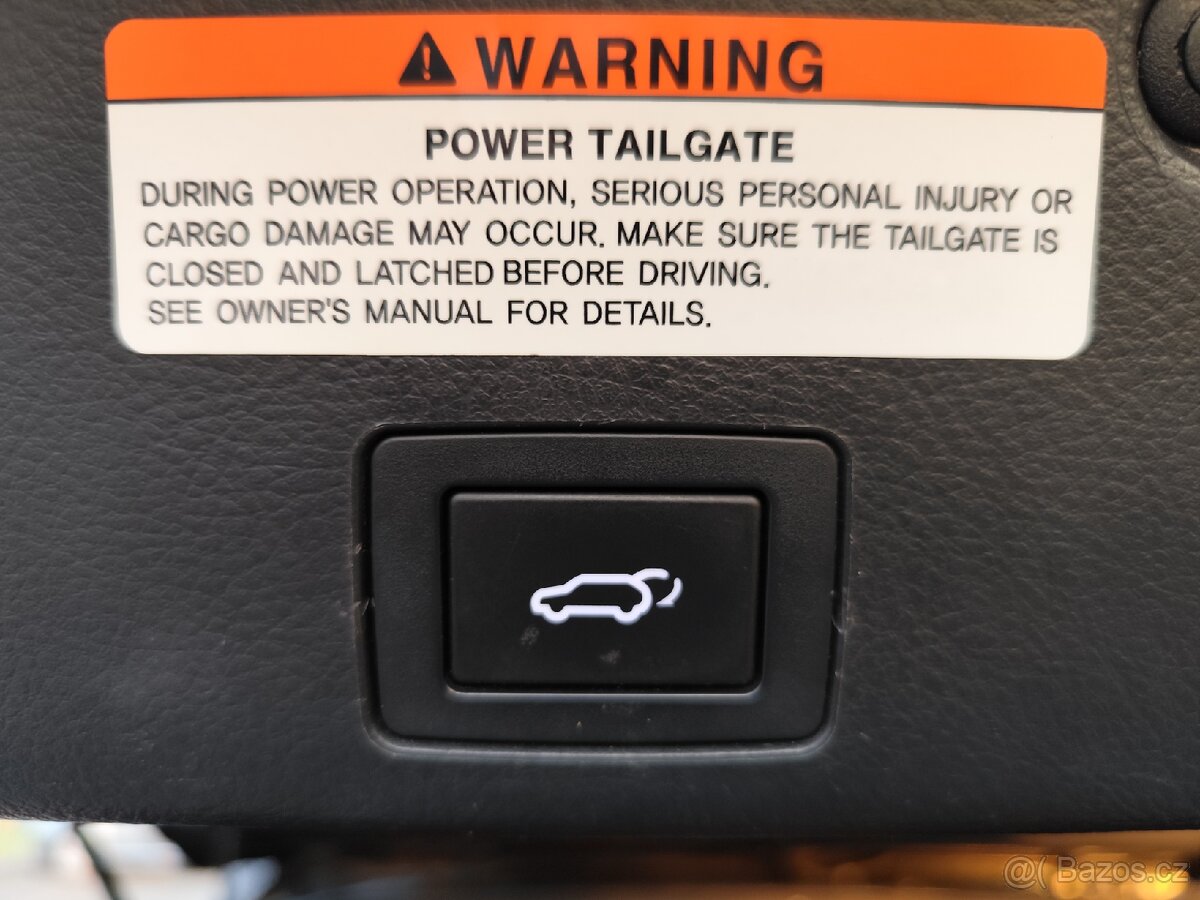 WARNING
POWER TAILGATE
DURING POWER OPERATION, SERIOUS PERSONAL INJURY OR
CARGO DAMAGE MAY OCCUR. MAKE SURE THE TAILGATE IS
CLOSED AND LATCHED BEFORE DRIVING.
SEE OWNER'S MANUAL FOR DETAILS.
@( Bazos.cz